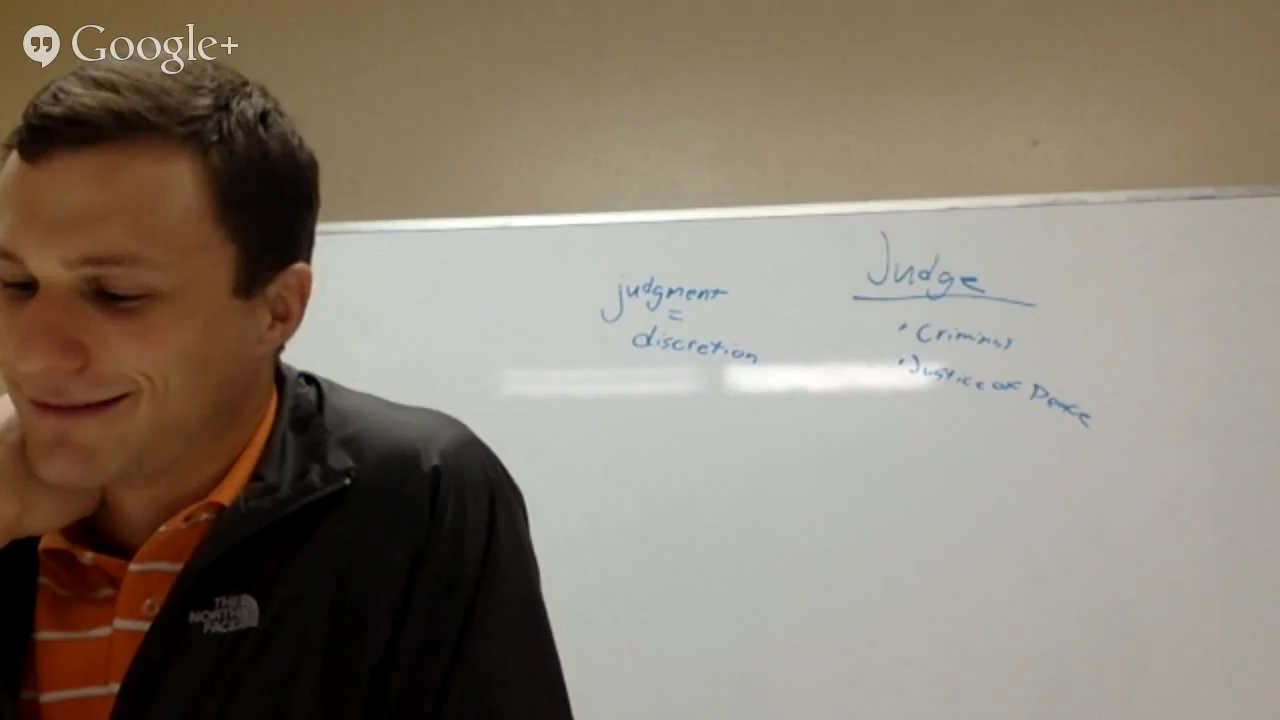 Google+
judgment
=
discretion
Judge
• Criminal
• Justice of Peace
THE
NORTH
FACE